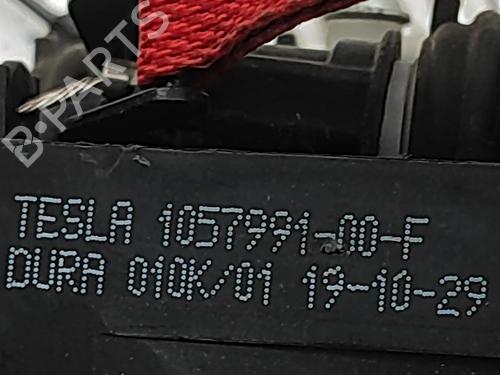 B-PARTS
TESLA 1057991-00-F
DURA 010K/01 19-10-29